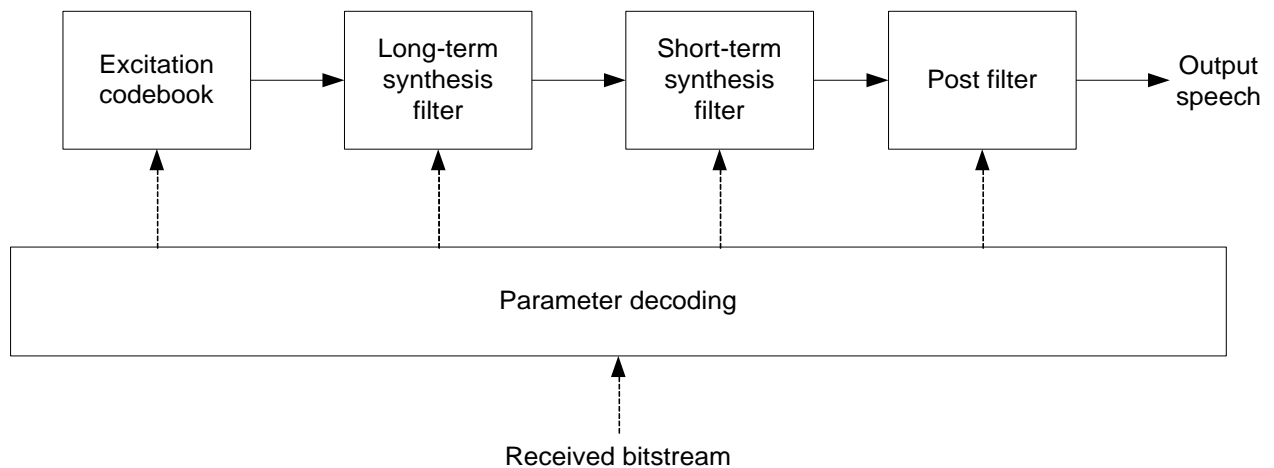 Excitation
codebook
Long-term
synthesis
filter
Short-term
synthesis
filter
Post filter
Output
speech
Parameter decoding
Received bitstream